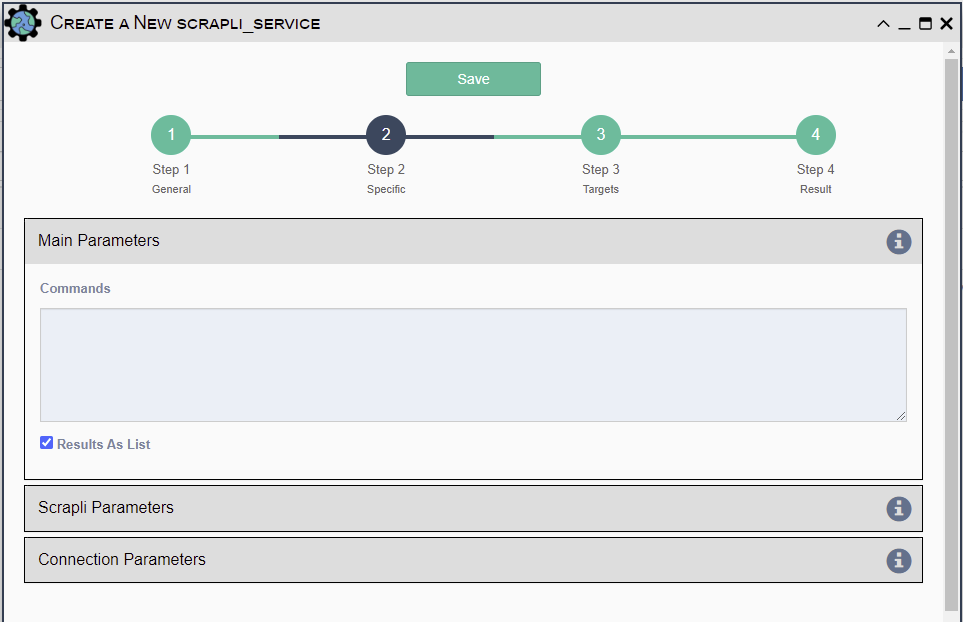 Create a New scrapli_service
Save
1 2 3 4
Step 1 Step 2 Step 3 Step 4
General Specific Targets Result
Main Parameters
Commands
Results As List
Scrapli Parameters
Connection Parameters